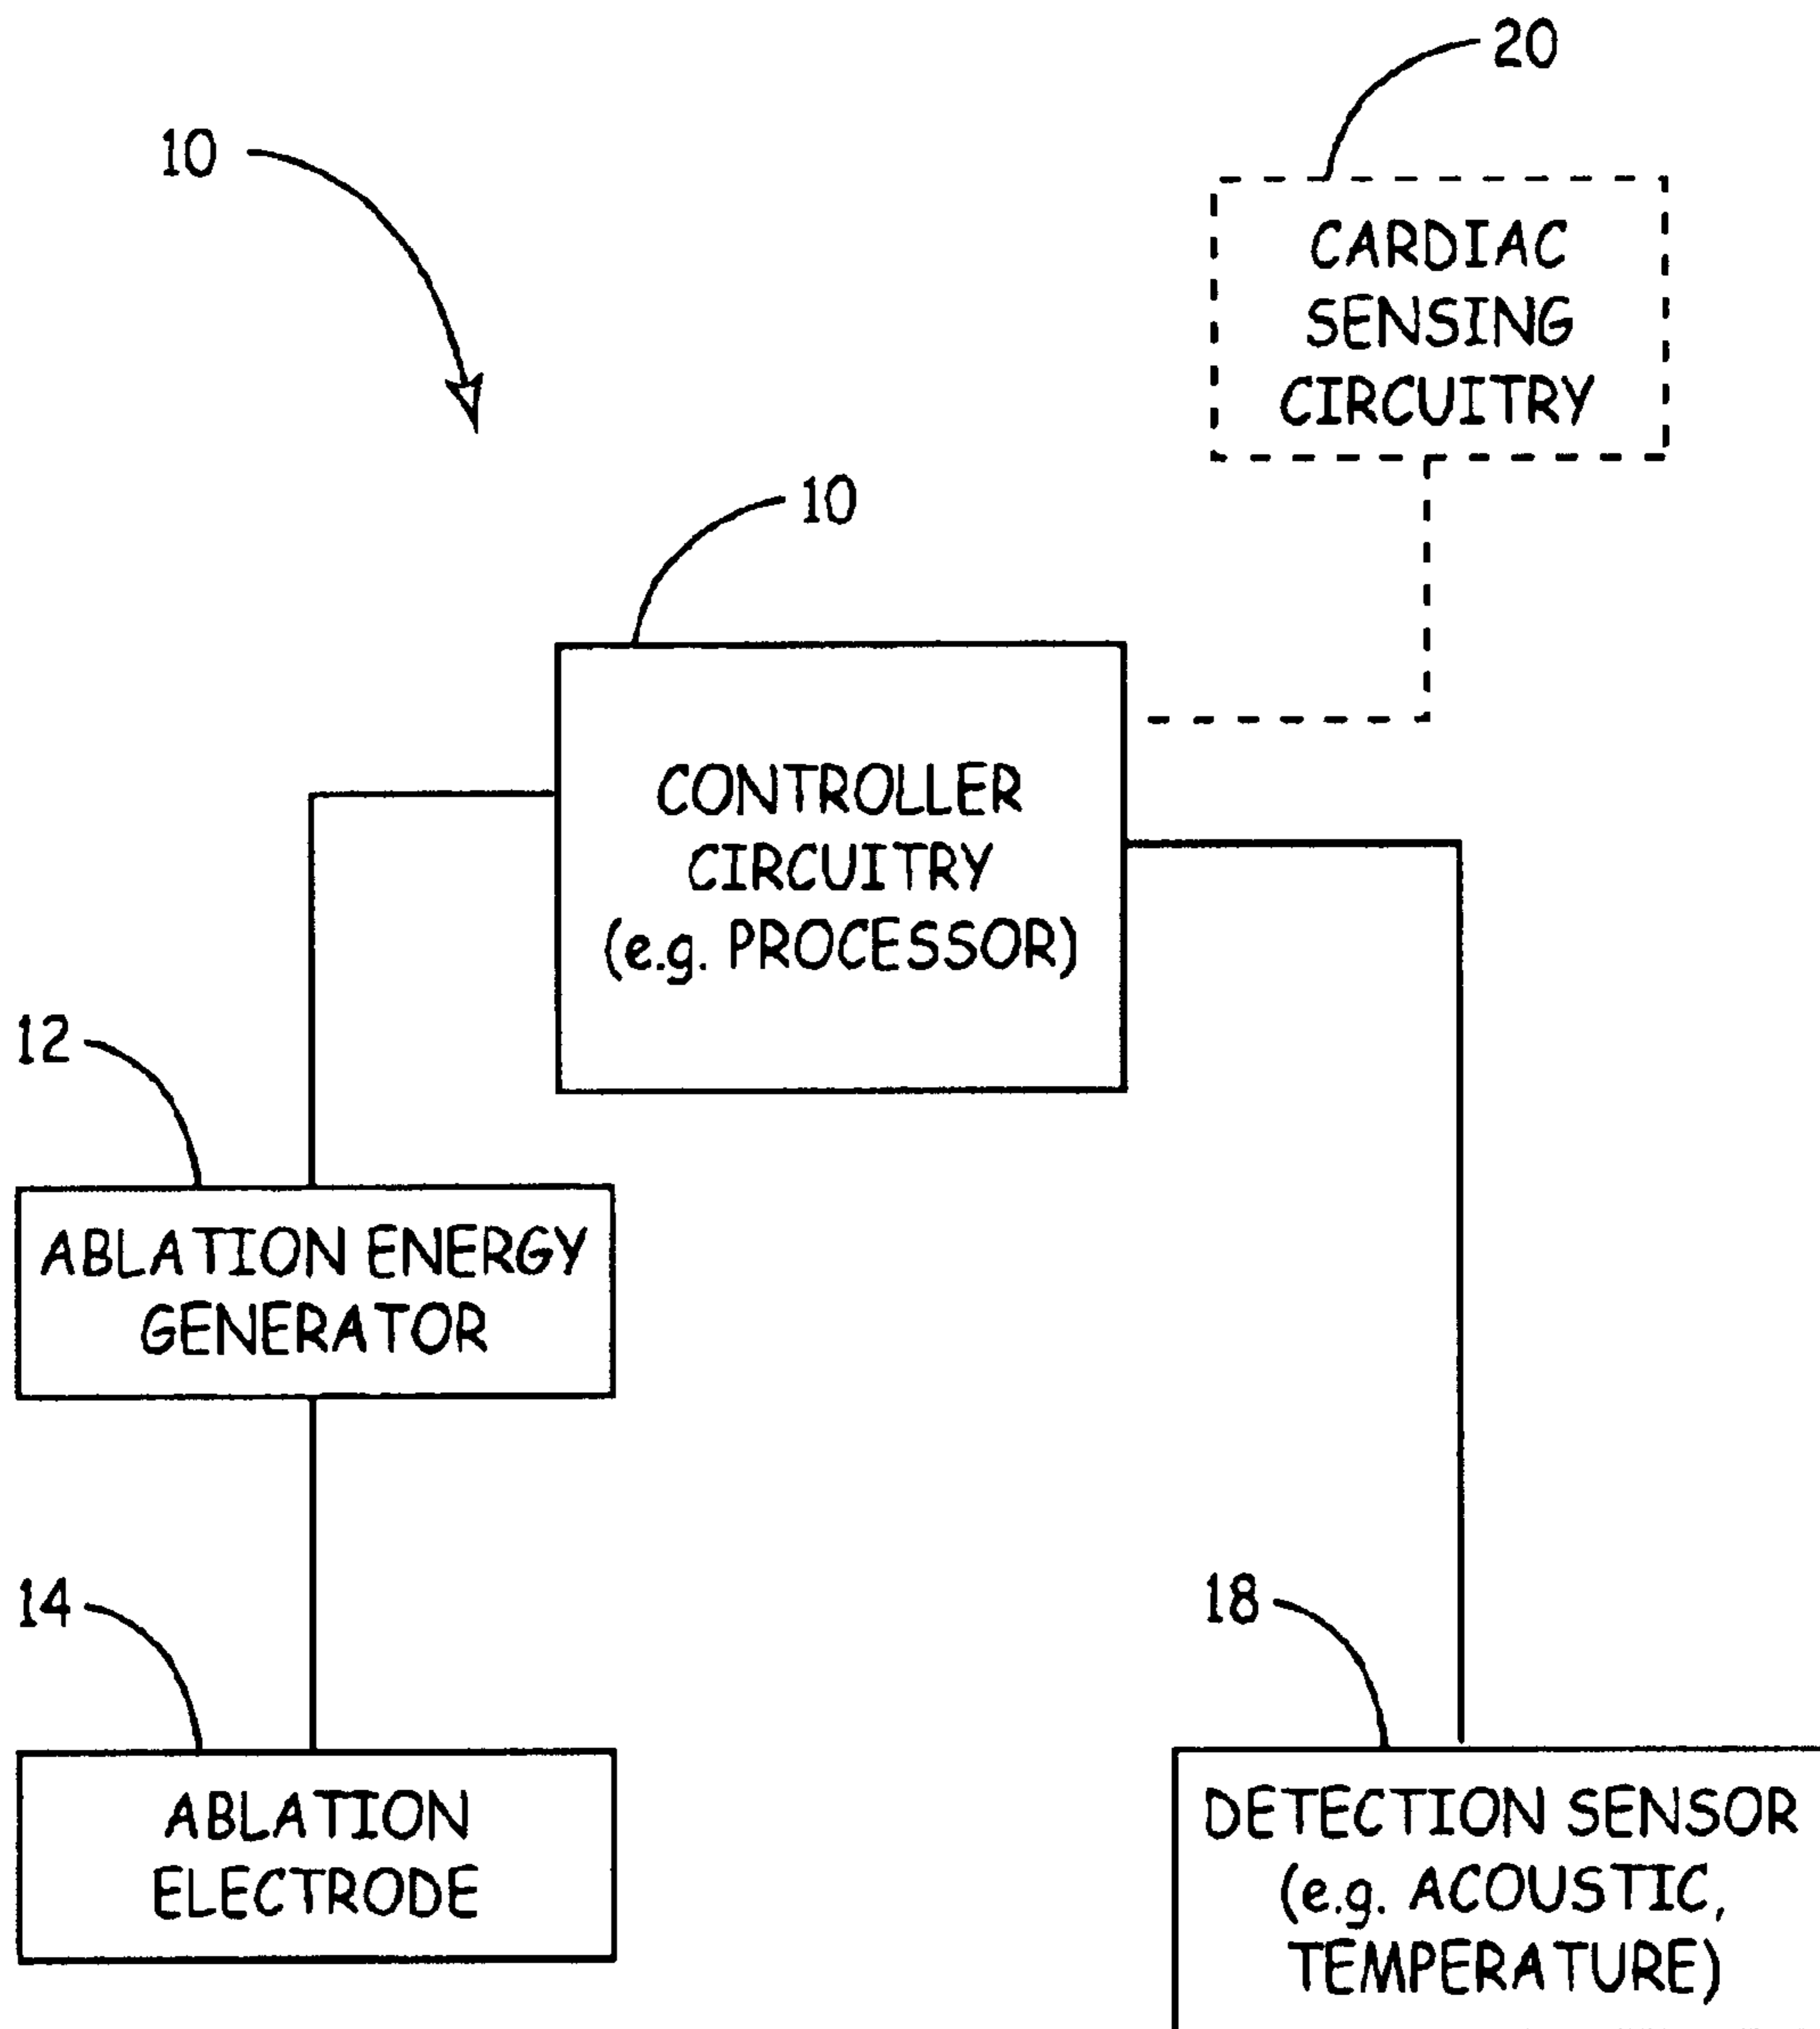 20
10
CARDIAC
SENSING
CIRCUITRY
10
CONTROLLER
CIRCUITRY
(e.g. PROCESSOR)
12
ABLATION ENERGY
GENERATOR
14
ABLATION
ELECTRODE
18
DETECTION SENSOR
(e.g. ACOUSTIC,
TEMPERATURE)